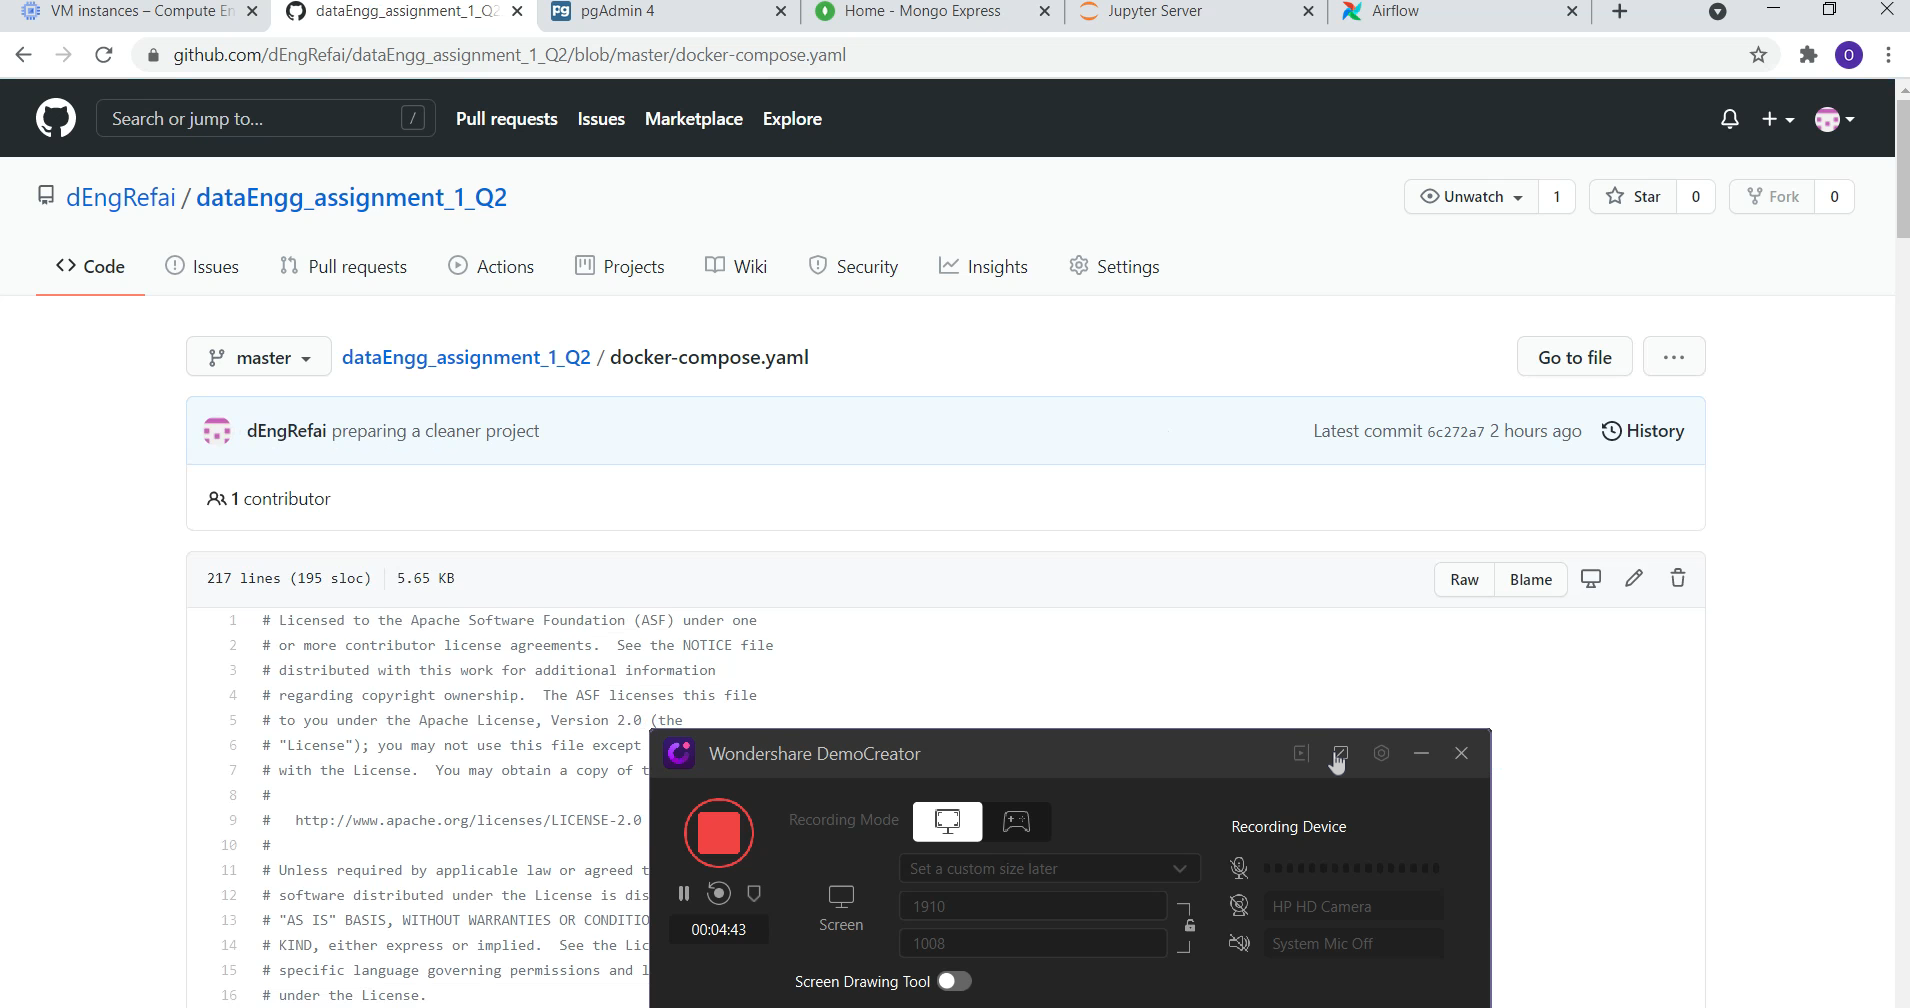 VM instances – Compute En
dataEngg_assignment_1_Q2
pgAdmin 4
Home - Mongo Express
Jupyter Server
Airflow
github.com/dEngRefai/dataEngg_assignment_1_Q2/blob/master/docker-compose.yaml
O
Search or jump to... /
Pull requests Issues Marketplace Explore
dEngRefai / dataEngg_assignment_1_Q2
Unwatch 1 Star 0 Fork 0
Code Issues Pull requests Actions Projects Wiki Security Insights Settings
master dataEngg_assignment_1_Q2 / docker-compose.yaml Go to file ...
dEngRefai preparing a cleaner project Latest commit 6c272a7 2 hours ago History
1 contributor
217 lines (195 sloc) 5.65 KB Raw Blame
1 # Licensed to the Apache Software Foundation (ASF) under one
2 # or more contributor license agreements. See the NOTICE file
3 # distributed with this work for additional information
4 # regarding copyright ownership. The ASF licenses this file
5 # to you under the Apache License, Version 2.0 (the
6 # "License"); you may not use this file except
7 # with the License. You may obtain a copy of t
8 #
9 # http://www.apache.org/licenses/LICENSE-2.0
10 #
11 # Unless required by applicable law or agreed t
12 # software distributed under the License is dis
13 # "AS IS" BASIS, WITHOUT WARRANTIES OR CONDITIO
14 # KIND, either express or implied. See the Lic
15 # specific language governing permissions and l
16 # under the License.
Wondershare DemoCreator
Recording Mode
Recording Device
Set a custom size later
1910
HP HD Camera
Screen
00:04:43
1008
System Mic Off
Screen Drawing Tool